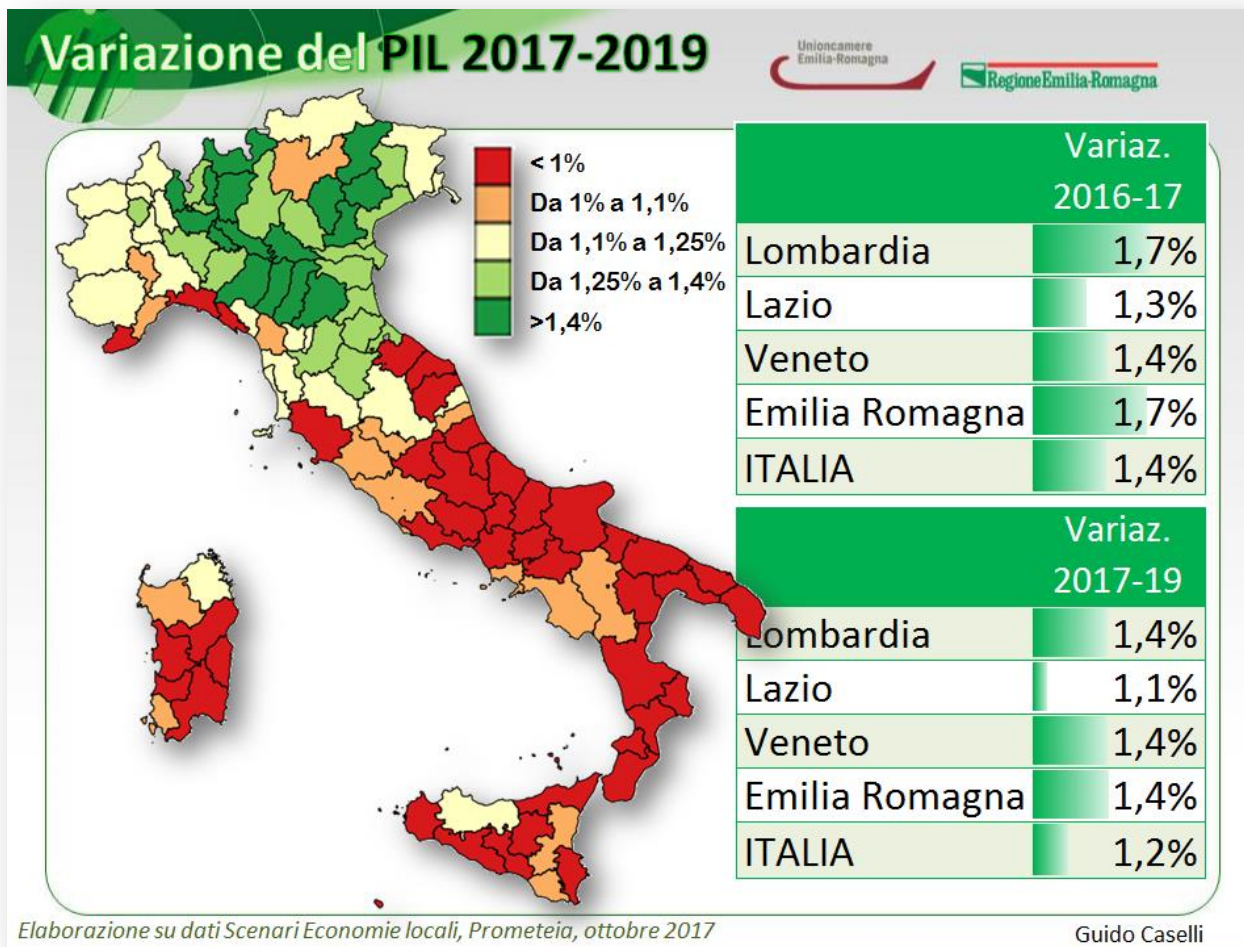 Variazione del PIL 2017-2019
Unioncamere
Emilia-Romagna
RegioneEmilia-Romagna
< 1%
Da 1% a 1,1%
Da 1,1% a 1,25%
Da 1,25% a 1,4%
>1,4%
Variaz.
2016-17
Lombardia 1,7%
Lazio 1,3%
Veneto 1,4%
Emilia Romagna 1,7%
ITALIA 1,4%
Variaz.
2017-19
Lombardia 1,4%
Lazio 1,1%
Veneto 1,4%
Emilia Romagna 1,4%
ITALIA 1,2%
Elaborazione su dati Scenari Economie locali, Prometeia, ottobre 2017
Guido Caselli